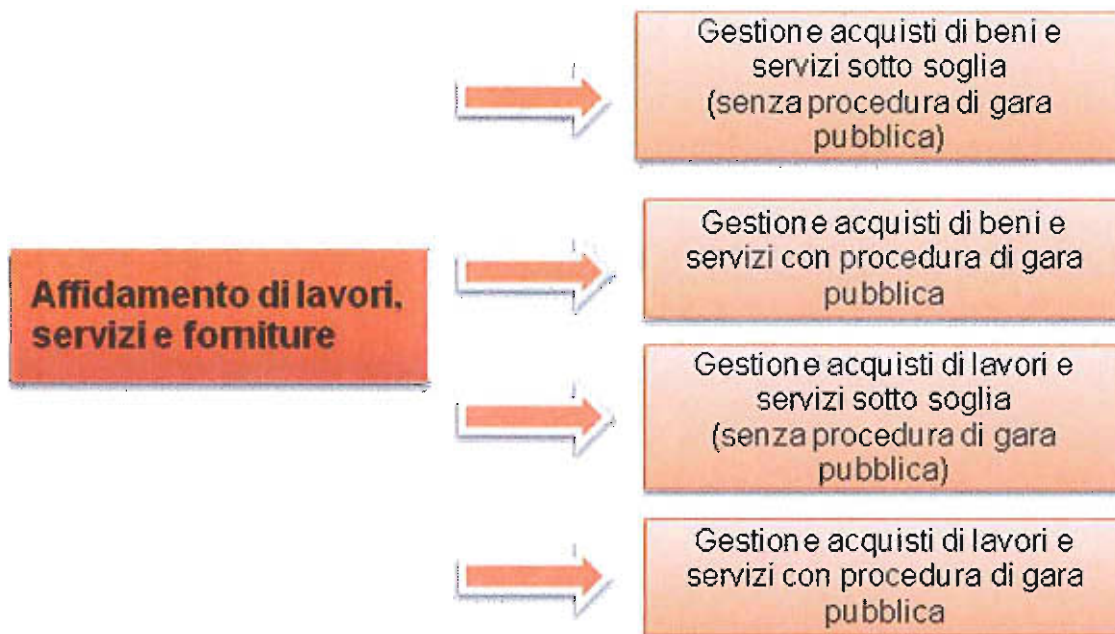 Affidamento di lavori,
servizi e forniture
Gestione acquisti di beni e
servizi sotto soglia
(senza procedura di gara
pubblica)
Gestione acquisti di beni e
servizi con procedura di gara
pubblica
Gestione acquisti di lavori e
servizi sotto soglia
(senza procedura di gara
pubblica)
Gestione acquisti di lavori e
servizi con procedura di gara
pubblica